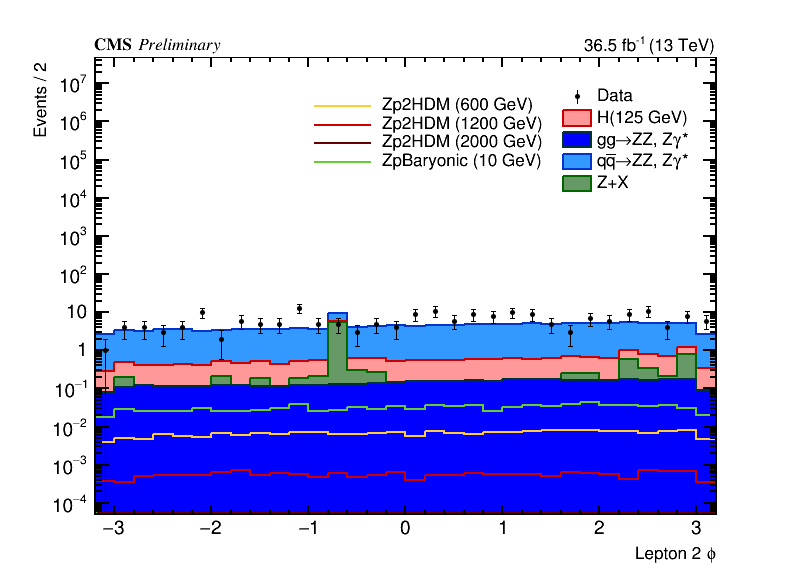 CMS Preliminary 36.5 fb⁻¹ (13 TeV)
Events / 2
Zp2HDM (600 GeV)
Zp2HDM (1200 GeV)
Zp2HDM (2000 GeV)
ZpBaryonic (10 GeV)
Data
H(125 GeV)
gg→ZZ, Zγ*
qq̅→ZZ, Zγ*
Z+X
10⁷
10⁶
10⁵
10⁴
10³
10²
10
1
10⁻¹
10⁻²
10⁻³
10⁻⁴
−3 −2 −1 0 1 2 3
Lepton 2 ϕ